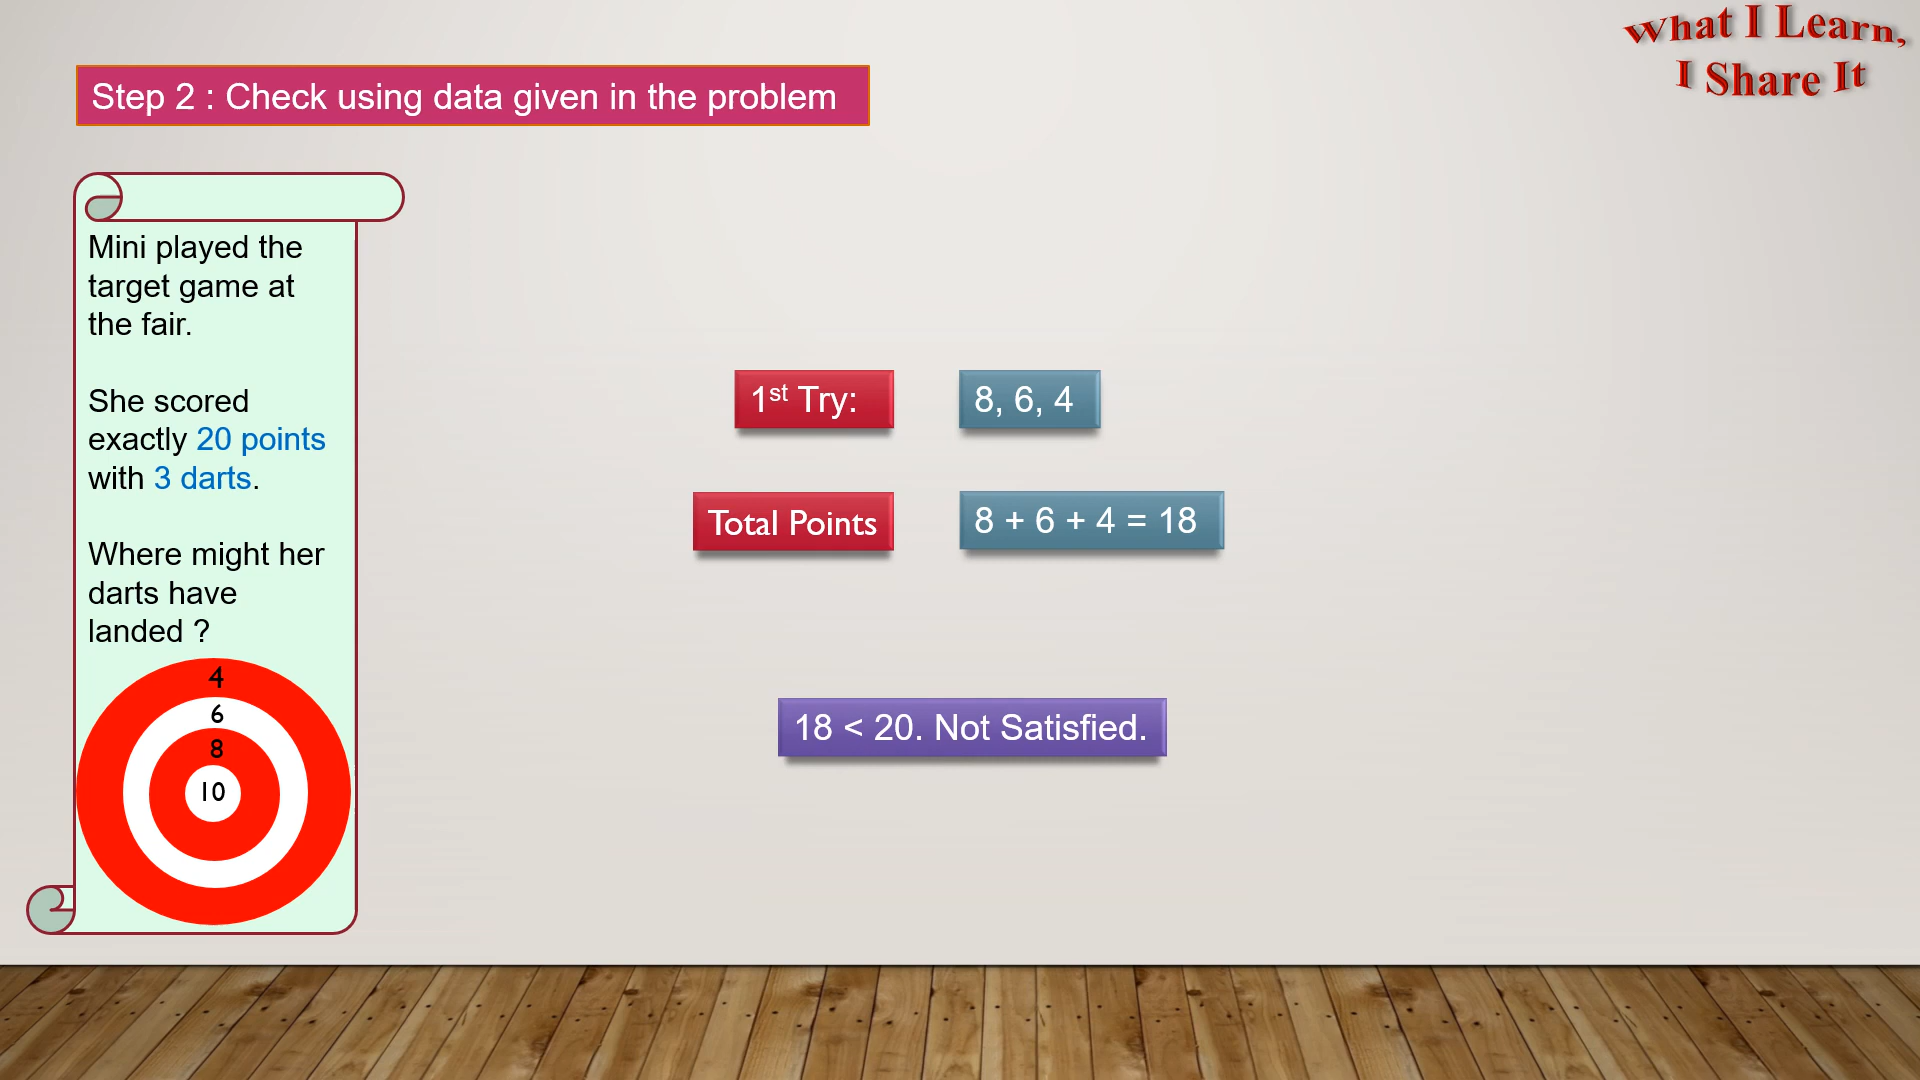 What I Learn,
I Share It
Step 2 : Check using data given in the problem
Mini played the
target game at
the fair.
She scored
exactly 20 points
with 3 darts.
Where might her
darts have
landed ?
4
6
8
10
1st Try:
8, 6, 4
Total Points
8 + 6 + 4 = 18
18 < 20. Not Satisfied.